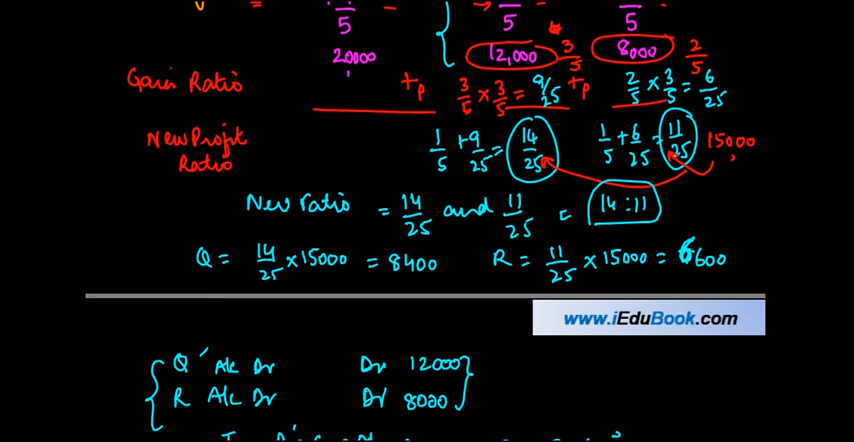 5 5 5
20000 12,000 3/5 8000 2/5
Gain Ratio +P 3/5 × 3/5 = 9/25 +P 2/5 × 3/5 = 6/25
New Profit Ratio 1/5 + 9/25 = 14/25 1/5 + 6/25 = 11/25 15000
New ratio = 14/25 and 11/25 = 14:11
Q = 14/25 × 15000 = 8400 R = 11/25 × 15000 = 6600
www.iEduBook.com
Q A/c Dr Dr 12000
R A/c Dr Dr 8000